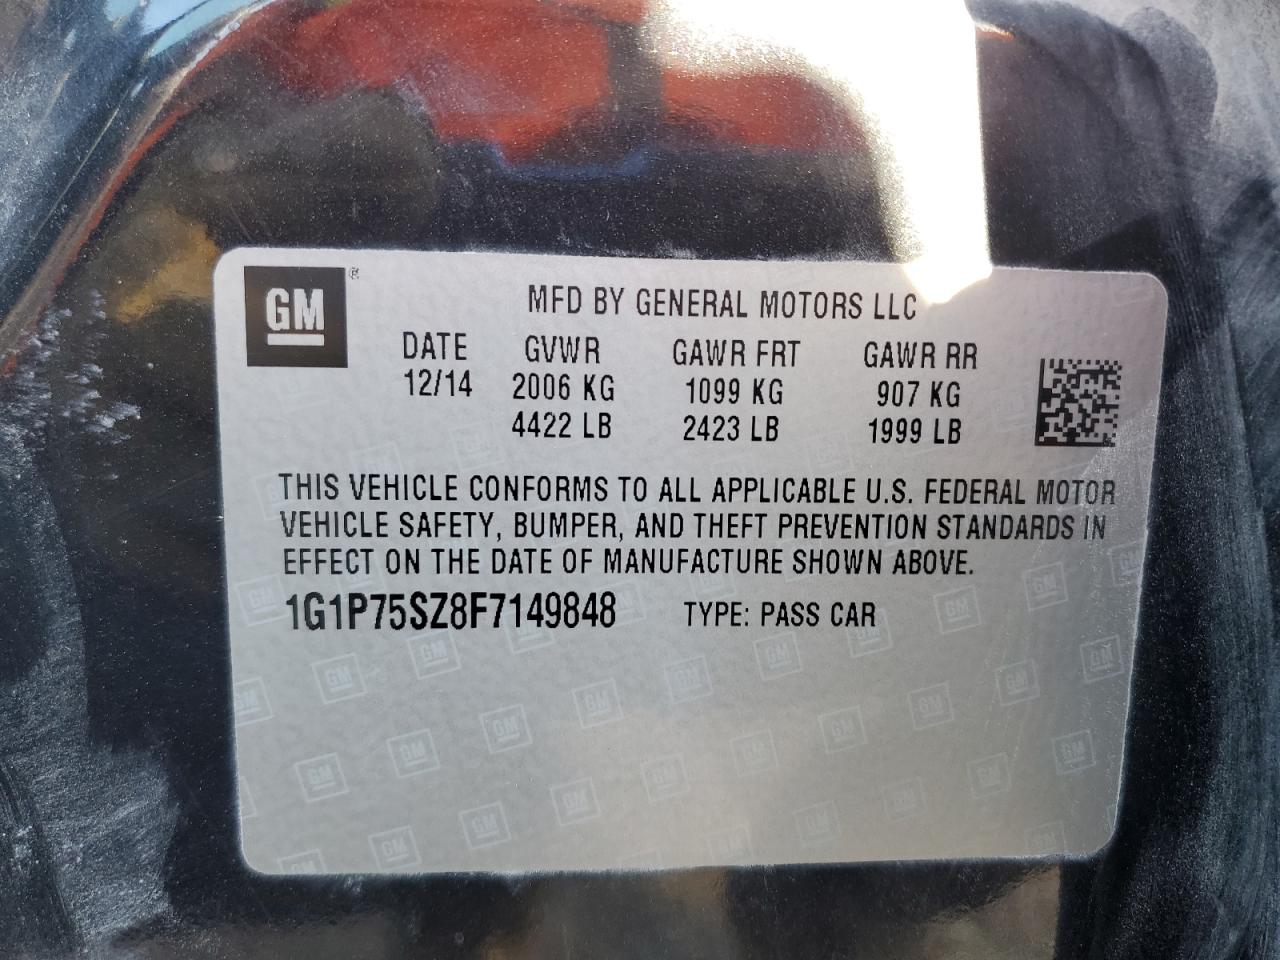 GM ®
MFD BY GENERAL MOTORS LLC
DATE GVWR GAWR FRT GAWR RR
12/14 2006 KG 1099 KG 907 KG
4422 LB 2423 LB 1999 LB
THIS VEHICLE CONFORMS TO ALL APPLICABLE U.S. FEDERAL MOTOR
VEHICLE SAFETY, BUMPER, AND THEFT PREVENTION STANDARDS IN
EFFECT ON THE DATE OF MANUFACTURE SHOWN ABOVE.
1G1P75SZ8F7149848 TYPE: PASS CAR